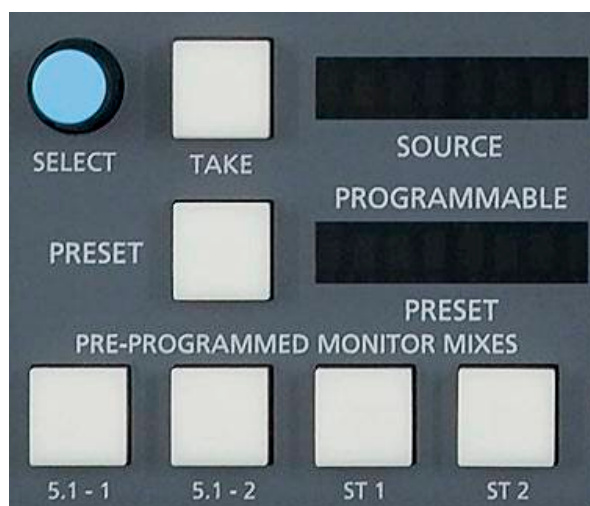 SELECT
TAKE
SOURCE
PROGRAMMABLE
PRESET
PRESET
PRE-PROGRAMMED MONITOR MIXES
5.1 - 1
5.1 - 2
ST 1
ST 2